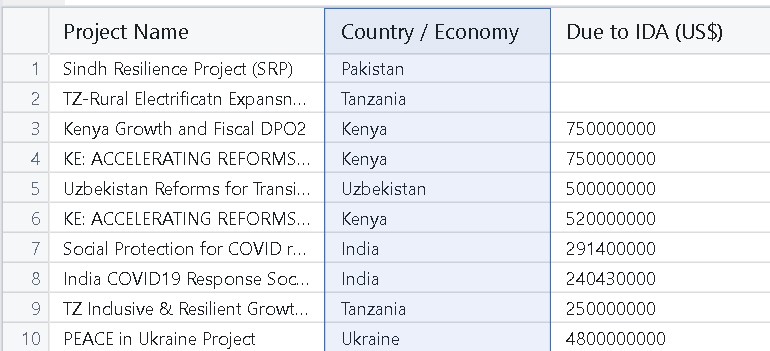 Project Name Country / Economy Due to IDA (US$)
1 Sindh Resilience Project (SRP) Pakistan
2 TZ-Rural Electrificatn Expansn... Tanzania
3 Kenya Growth and Fiscal DPO2 Kenya 750000000
4 KE: ACCELERATING REFORMS... Kenya 750000000
5 Uzbekistan Reforms for Transi... Uzbekistan 500000000
6 KE: ACCELERATING REFORMS... Kenya 520000000
7 Social Protection for COVID r... India 291400000
8 India COVID19 Response Soc... India 240430000
9 TZ Inclusive & Resilient Growt... Tanzania 250000000
10 PEACE in Ukraine Project Ukraine 4800000000